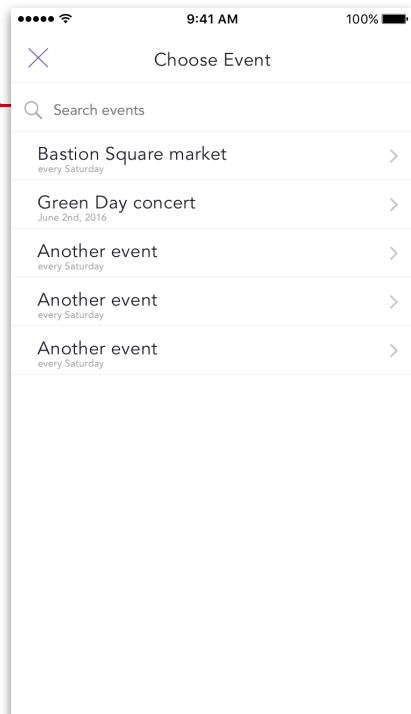 9:41 AM 100%
Choose Event
Search events
Bastion Square market
every Saturday
Green Day concert
June 2nd, 2016
Another event
every Saturday
Another event
every Saturday
Another event
every Saturday